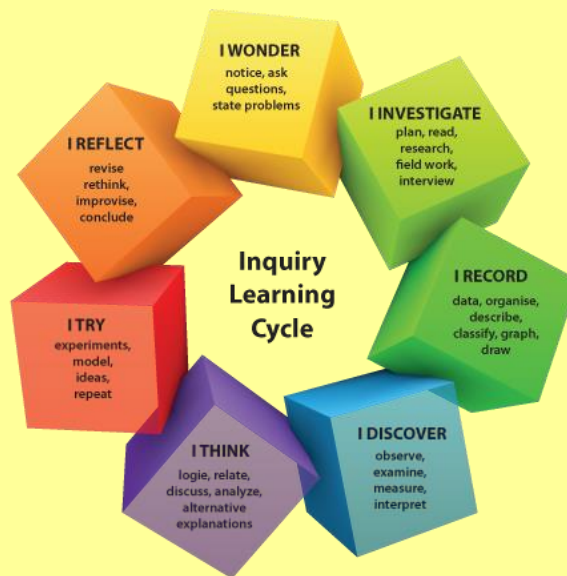 I WONDER
notice, ask
questions,
state problems
I INVESTIGATE
plan, read,
research,
field work,
interview
I RECORD
data, organise,
describe,
classify, graph,
draw
I DISCOVER
observe,
examine,
measure,
interpret
I THINK
logie, relate,
discuss, analyze,
alternative
explanations
I TRY
experiments,
model,
ideas,
repeat
I REFLECT
revise
rethink,
improvise,
conclude
Inquiry
Learning
Cycle